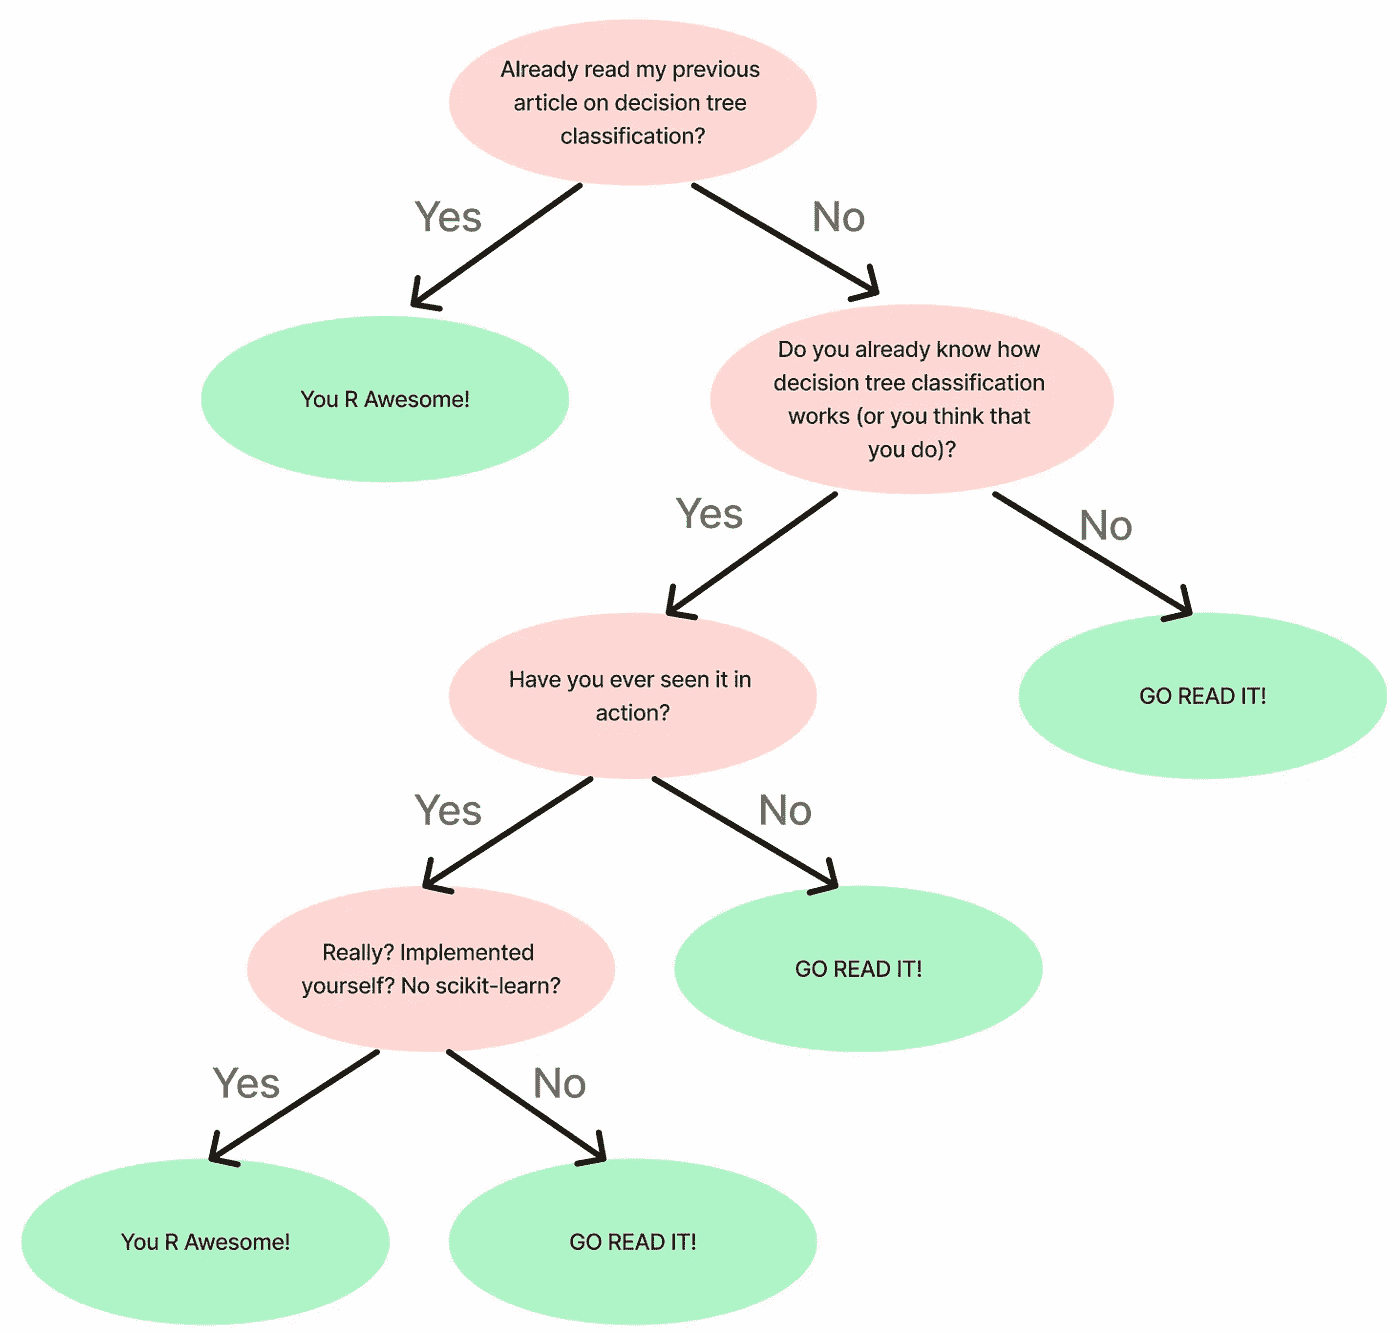 Already read my previous
article on decision tree
classification?
Yes
No
You R Awesome!
Do you already know how
decision tree classification
works (or you think that
you do)?
Yes
No
Have you ever seen it in
action?
GO READ IT!
Yes
No
Really? Implemented
yourself? No scikit-learn?
GO READ IT!
Yes
No
You R Awesome!
GO READ IT!